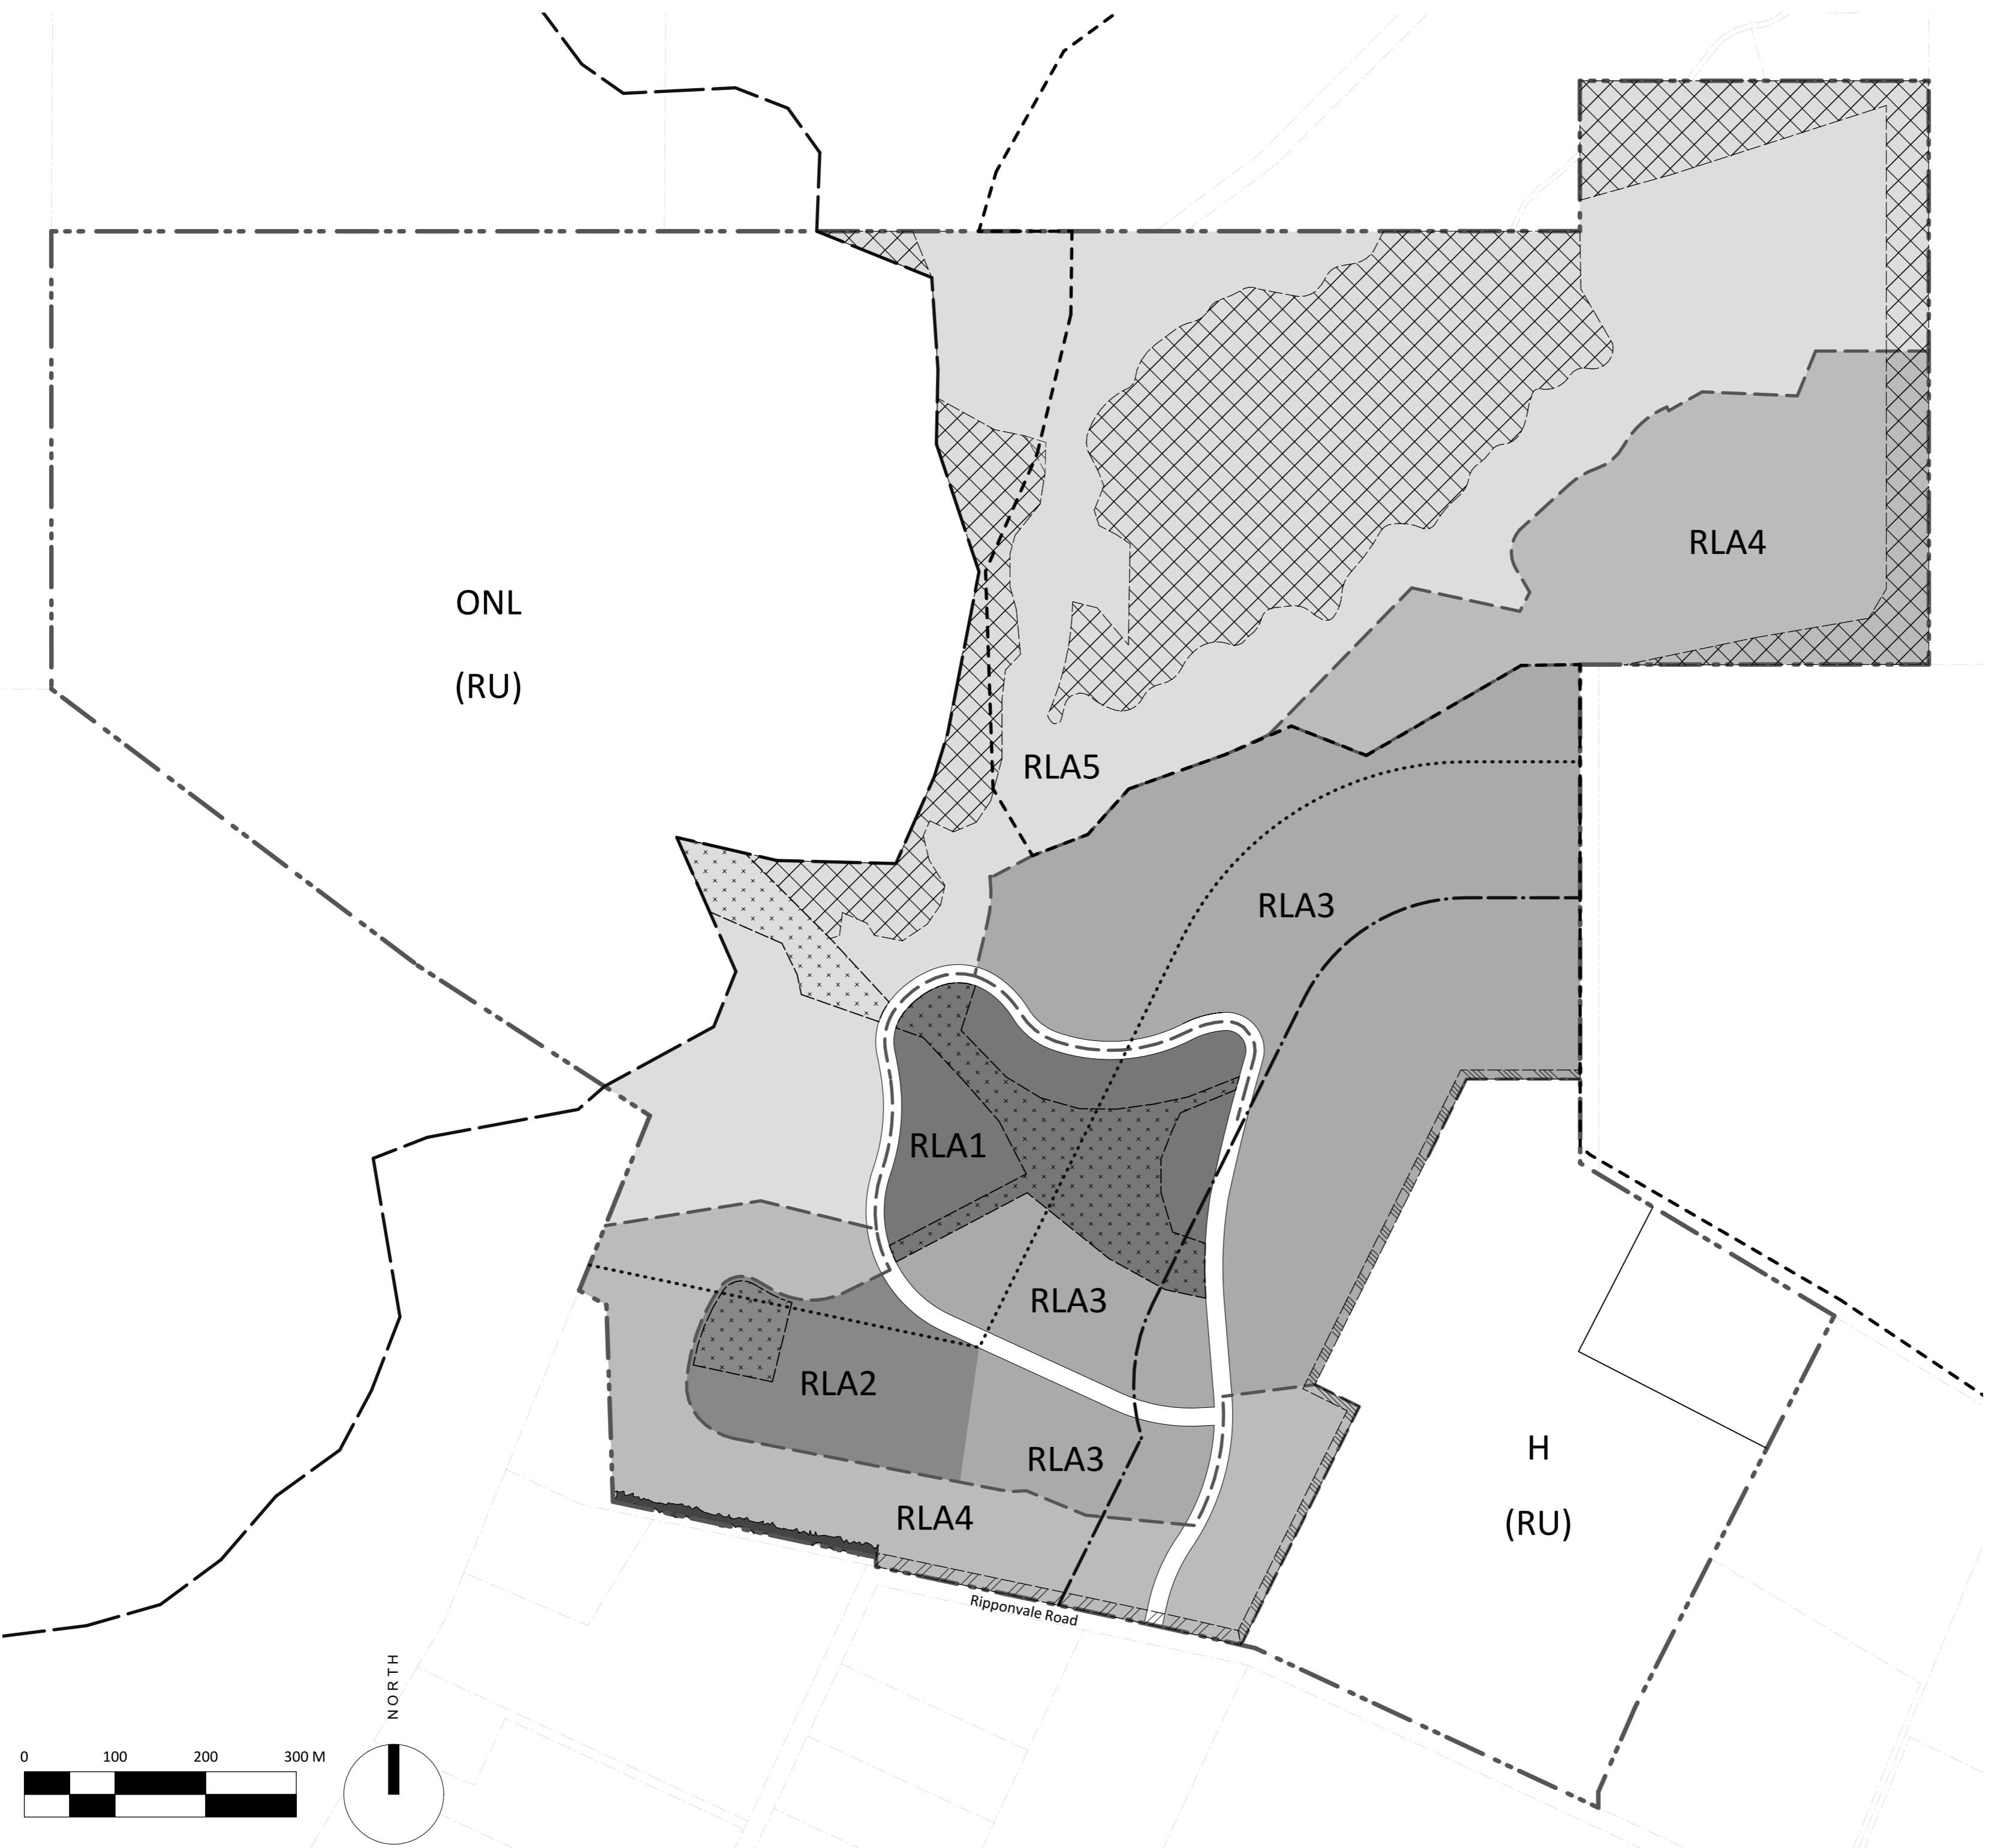 RLA4
ONL
(RU)
RLA5
RLA3
RLA1
RLA3
RLA2
H
RLA3
RLA4
(RU)
Ripponvale Road
NORTH
0 100 200 300 M